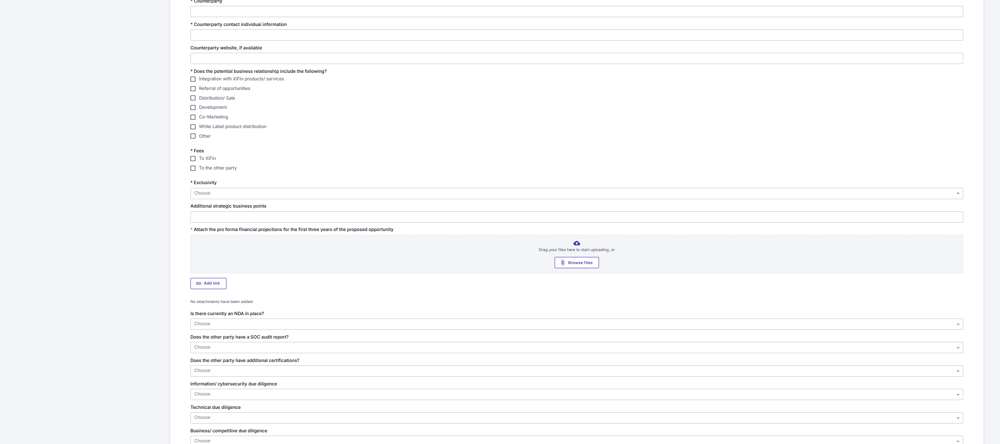 * Counterparty
* Counterparty contact individual information
Counterparty website, if available
* Does the potential business relationship include the following?
Integration with XiFin products/ services
Referral of opportunities
Distribution/ Sale
Development
Co-Marketing
White Label product distribution
Other
* Fees
To XiFin
To the other party
* Exclusivity
Choose
Additional strategic business points
* Attach the pro forma financial projections for the first three years of the proposed opportunity
Drag your files here to start uploading, or
Browse files
Add link
No attachments have been added.
Is there currently an NDA in place?
Choose
Does the other party have a SOC audit report?
Choose
Does the other party have additional certifications?
Choose
Information/ cybersecurity due diligence
Choose
Technical due diligence
Choose
Business/ competitive due diligence
Choose